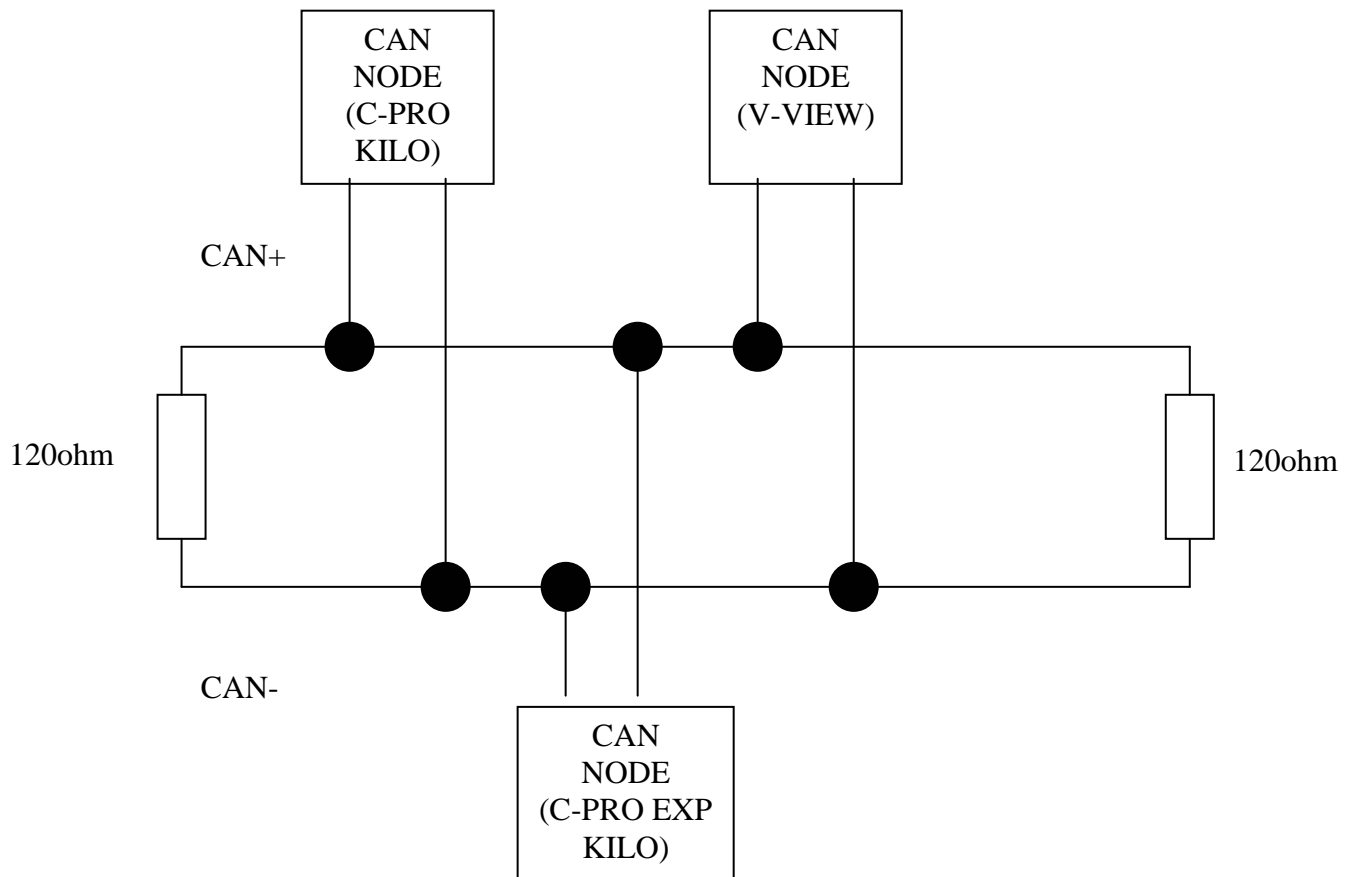 CAN
NODE
(C-PRO
KILO)
CAN
NODE
(V-VIEW)
CAN+
120ohm
120ohm
CAN-
CAN
NODE
(C-PRO EXP
KILO)